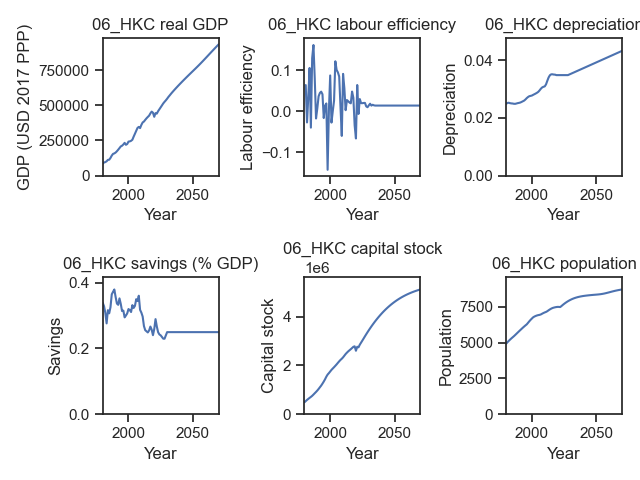 06_HKC real GDP
GDP (USD 2017 PPP)
750000
500000
250000
0
2000
2050
Year
06_HKC labour efficiency
Labour efficiency
0.1
0.0
−0.1
2000
2050
Year
06_HKC depreciation
Depreciation
0.04
0.02
0.00
2000
2050
Year
06_HKC savings (% GDP)
Savings
0.4
0.2
0.0
2000
2050
Year
06_HKC capital stock
1e6
Capital stock
4
2
0
2000
2050
Year
06_HKC population
Population
7500
5000
2500
0
2000
2050
Year